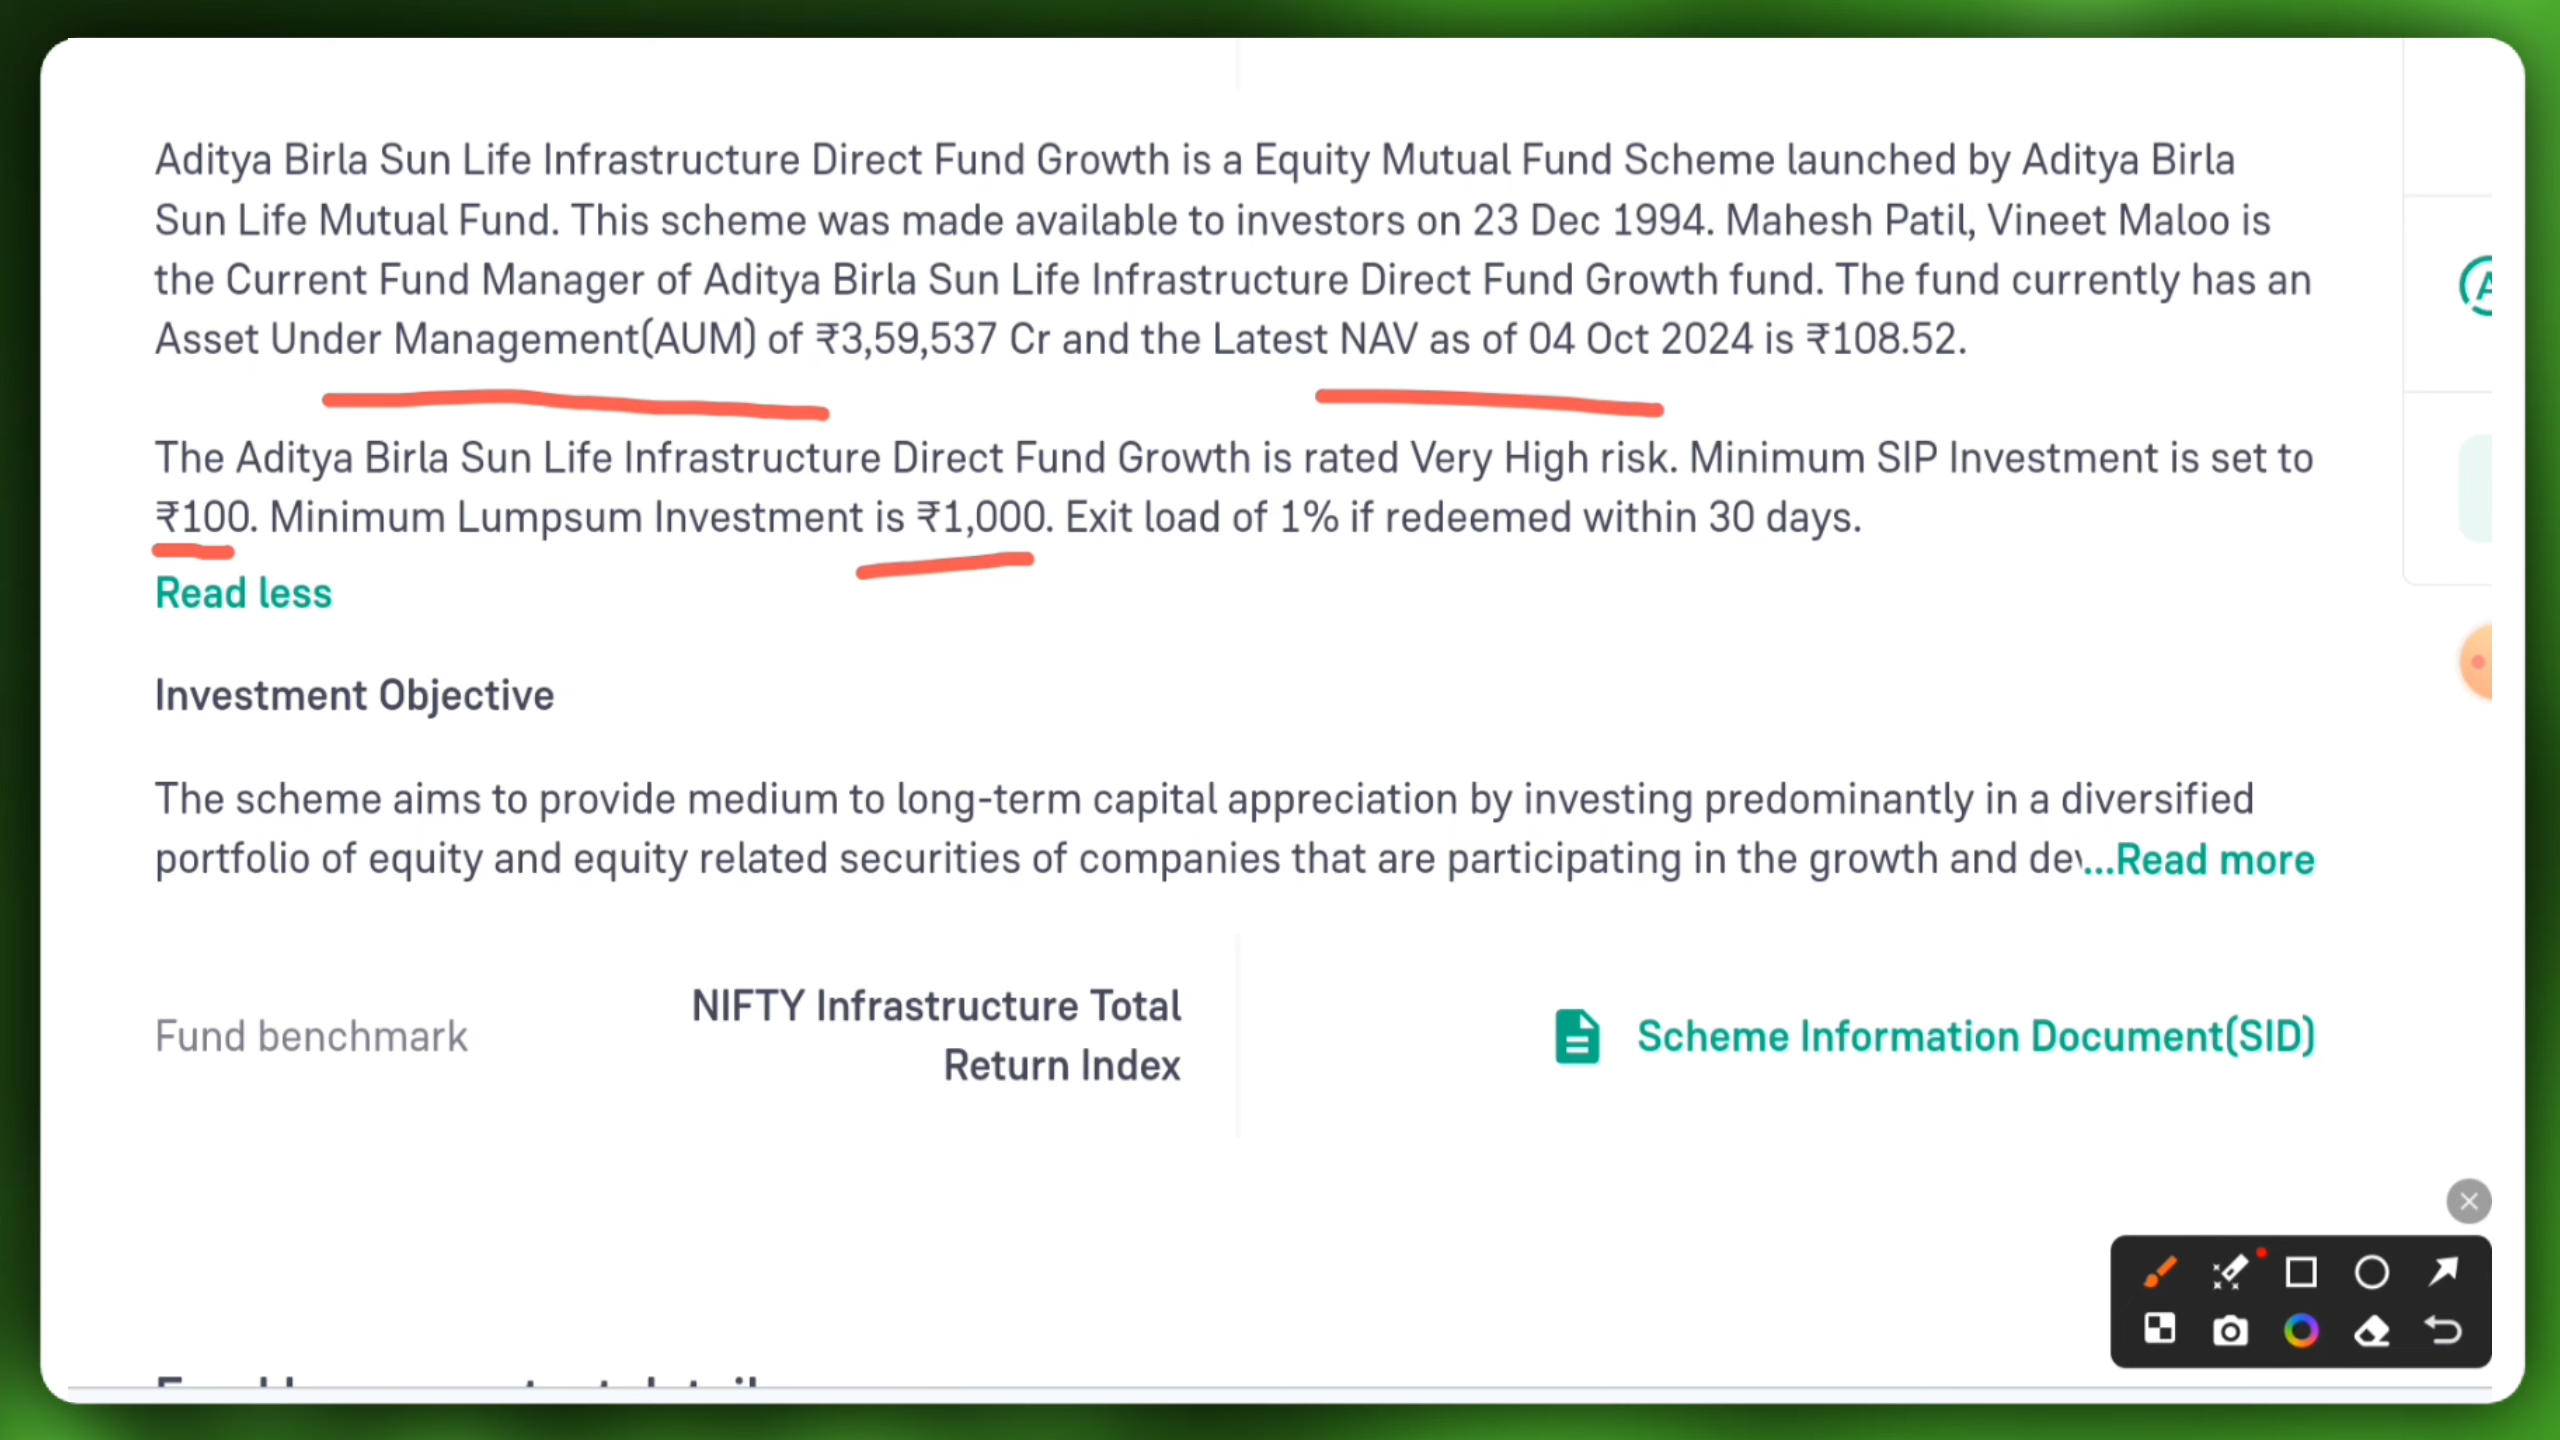 Aditya Birla Sun Life Infrastructure Direct Fund Growth is a Equity Mutual Fund Scheme launched by Aditya Birla
Sun Life Mutual Fund. This scheme was made available to investors on 23 Dec 1994. Mahesh Patil, Vineet Maloo is
the Current Fund Manager of Aditya Birla Sun Life Infrastructure Direct Fund Growth fund. The fund currently has an
Asset Under Management(AUM) of ₹3,59,537 Cr and the Latest NAV as of 04 Oct 2024 is ₹108.52.
The Aditya Birla Sun Life Infrastructure Direct Fund Growth is rated Very High risk. Minimum SIP Investment is set to
₹100. Minimum Lumpsum Investment is ₹1,000. Exit load of 1% if redeemed within 30 days.
Read less
Investment Objective
The scheme aims to provide medium to long-term capital appreciation by investing predominantly in a diversified
portfolio of equity and equity related securities of companies that are participating in the growth and dev...Read more
Fund benchmark
NIFTY Infrastructure Total
Return Index
Scheme Information Document(SID)